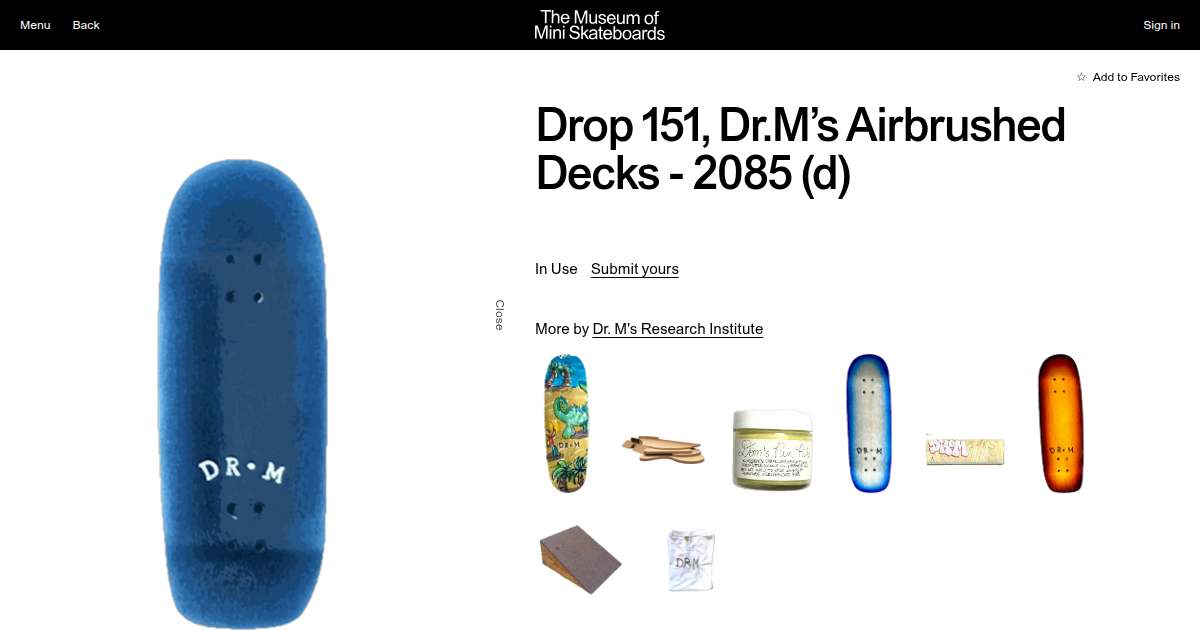 Menu
Back
The Museum of
Mini Skateboards
Sign in
☆ Add to Favorites
Drop 151, Dr.M’s Airbrushed
Decks - 2085 (d)
In Use Submit yours
Close
More by Dr. M's Research Institute
DR•M
DR•M
DR•M
DR•M
DRM